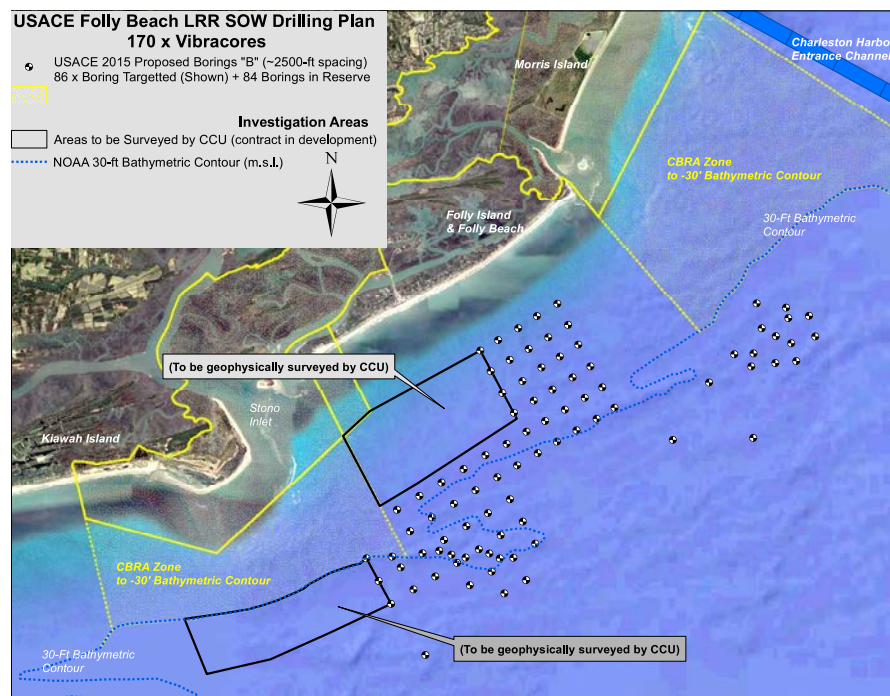 USACE Folly Beach LRR SOW Drilling Plan
170 x Vibracores
USACE 2015 Proposed Borings "B" (~2500-ft spacing)
86 x Boring Targetted (Shown) + 84 Borings in Reserve
Investigation Areas
Areas to be Surveyed by CCU (contract in development)
NOAA 30-ft Bathymetric Contour (m.s.l.)
N
Charleston Harbo
Entrance Channel
Morris Island
CBRA Zone
to -30' Bathymetric Contour
30-Ft Bathymetric
Contour
Folly Island
& Folly Beach
(To be geophysically surveyed by CCU)
Stono
Inlet
Kiawah Island
CBRA Zone
to -30' Bathymetric Contour
30-Ft Bathymetric
Contour
(To be geophysically surveyed by CCU)